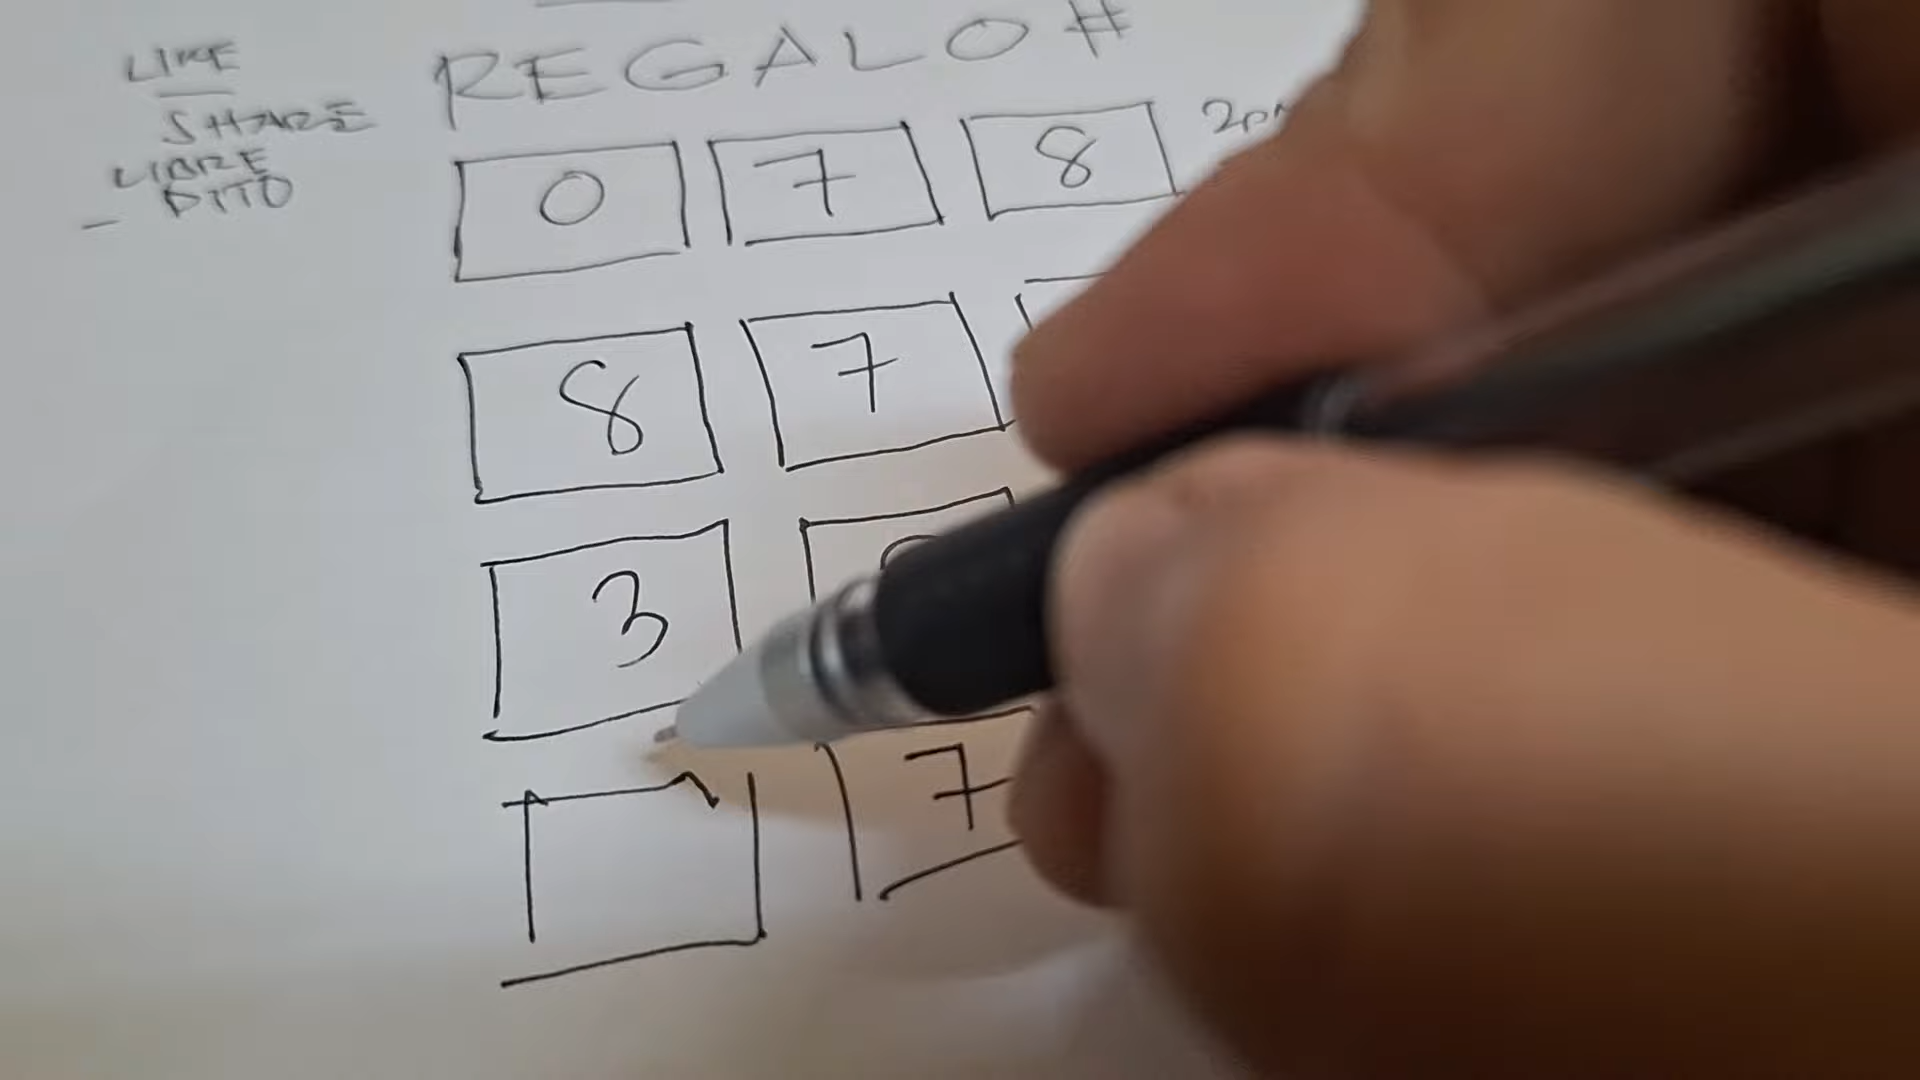 LIKE
SHARE
LIBRE
DITO
REGALO #
0 7 8
8 7
3
7